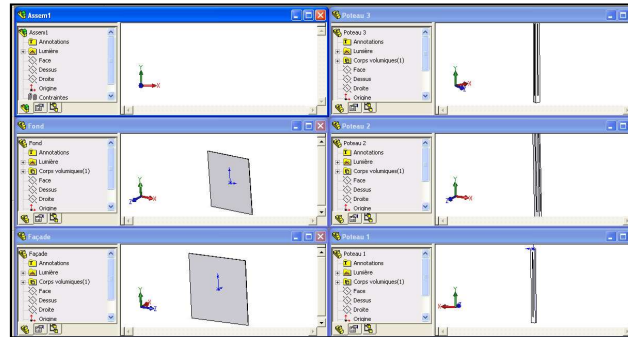 Assem1
Assem1
Annotations
Lumière
Face
Dessus
Droite
Origine
Contraintes
Y
X
Poteau 3
Poteau 3
Annotations
Lumière
Corps volumiques(1)
Face
Dessus
Droite
Origine
Y
X
Fond
Fond
Annotations
Lumière
Corps volumiques(1)
Face
Dessus
Droite
Origine
Y
Z
X
Poteau 2
Poteau 2
Annotations
Lumière
Corps volumiques(1)
Face
Dessus
Droite
Origine
Y
Z
X
Façade
Façade
Annotations
Lumière
Corps volumiques(1)
Face
Dessus
Droite
Origine
Y
X
Z
Poteau 1
Poteau 1
Annotations
Lumière
Corps volumiques(1)
Face
Dessus
Droite
Origine
X
Y